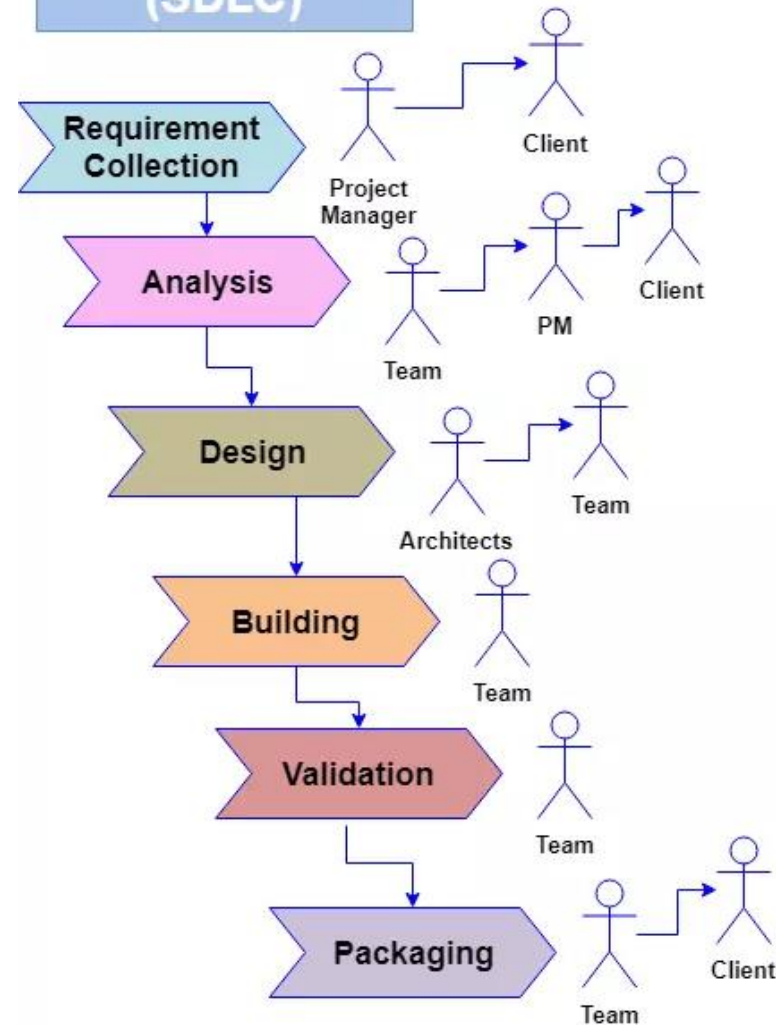 (SDLC)
Requirement
Collection
Client
Project
Manager
Analysis
Client
PM
Team
Design
Team
Architects
Building
Team
Validation
Team
Packaging
Client
Team